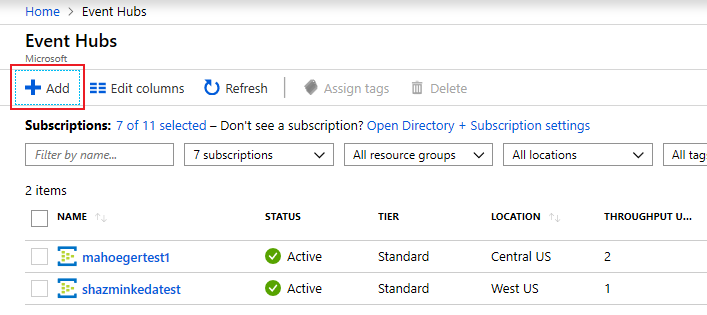 Home > Event Hubs
Event Hubs
Microsoft
Add Edit columns Refresh Assign tags Delete
Subscriptions: 7 of 11 selected – Don't see a subscription? Open Directory + Subscription settings
Filter by name... 7 subscriptions All resource groups All locations All tag
2 items
NAME STATUS TIER LOCATION THROUGHPUT U...
mahoegertest1 Active Standard Central US 2
shazminkedatest Active Standard West US 1